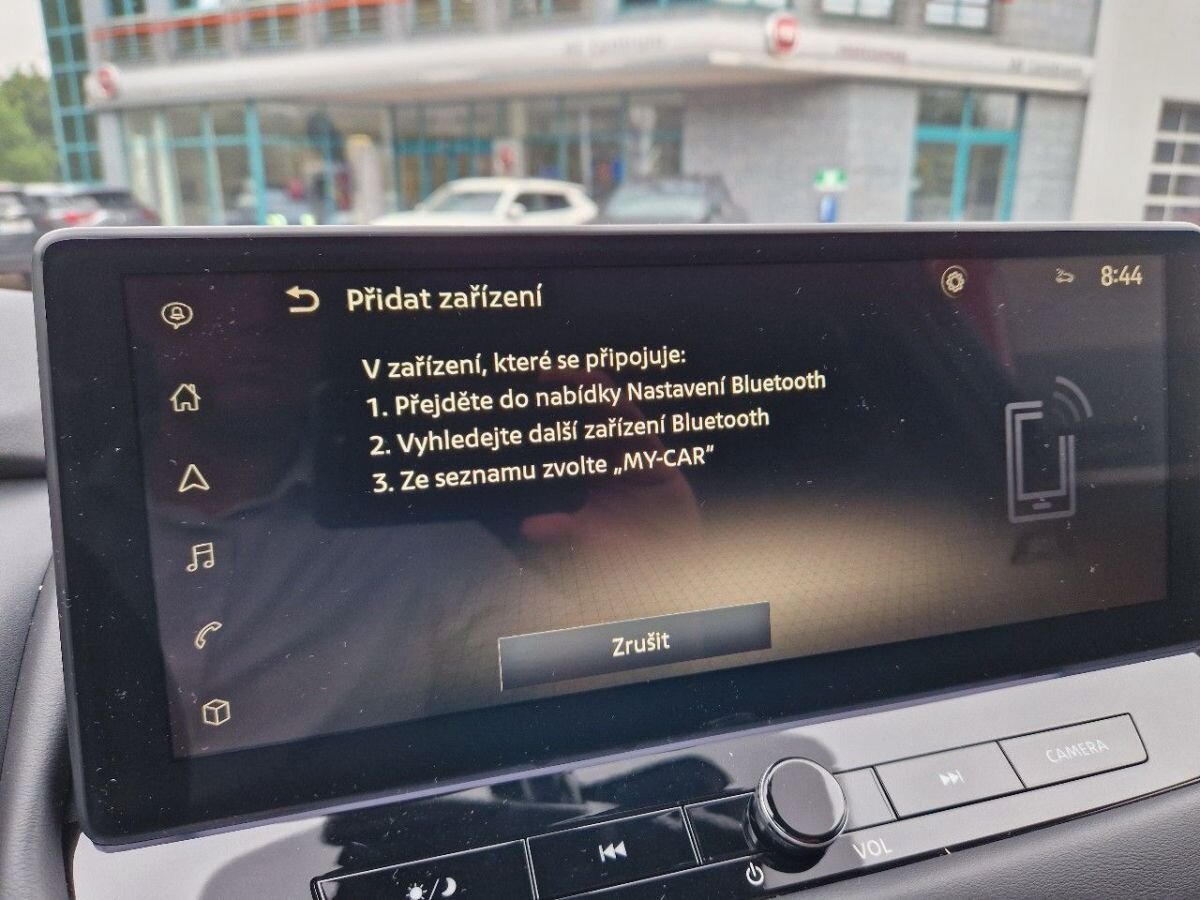 Přidat zařízení
8:44
V zařízení, které se připojuje:
1. Přejděte do nabídky Nastavení Bluetooth
2. Vyhledejte další zařízení Bluetooth
3. Ze seznamu zvolte „MY-CAR“
Zrušit
CAMERA
VOL